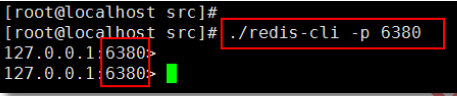 [root@localhost src]#
[root@localhost src]# ./redis-cli -p 6380
127.0.0.1:6380>
127.0.0.1:6380>